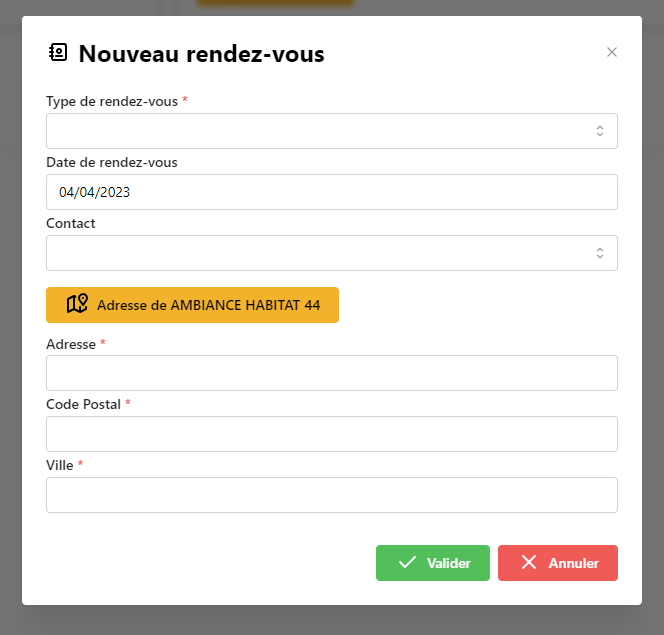 Nouveau rendez-vous
Type de rendez-vous *
Date de rendez-vous
04/04/2023
Contact
Adresse de AMBIANCE HABITAT 44
Adresse *
Code Postal *
Ville *
Valider Annuler